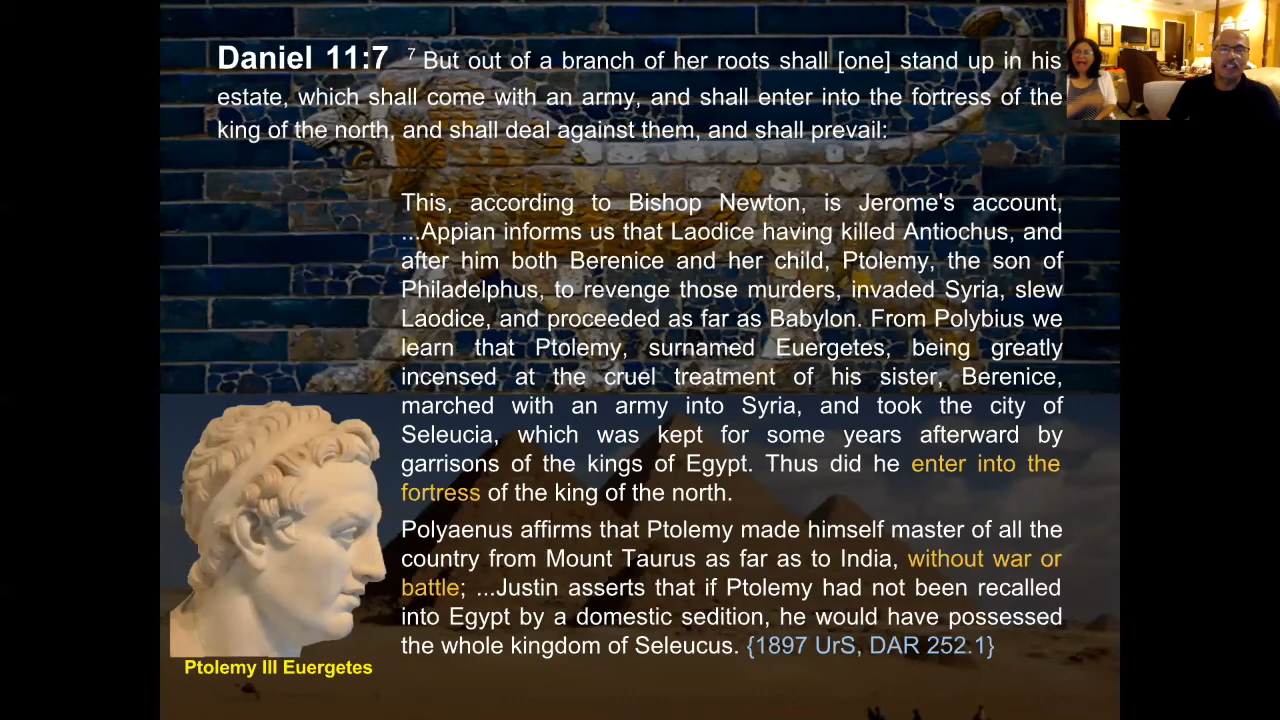 Daniel 11:7 7 But out of a branch of her roots shall [one] stand up in his
estate, which shall come with an army, and shall enter into the fortress of the
king of the north, and shall deal against them, and shall prevail:
This, according to Bishop Newton, is Jerome's account,
...Appian informs us that Laodice having killed Antiochus, and
after him both Berenice and her child, Ptolemy, the son of
Philadelphus, to revenge those murders, invaded Syria, slew
Laodice, and proceeded as far as Babylon. From Polybius we
learn that Ptolemy, surnamed Euergetes, being greatly
incensed at the cruel treatment of his sister, Berenice,
marched with an army into Syria, and took the city of
Seleucia, which was kept for some years afterward by
garrisons of the kings of Egypt. Thus did he enter into the
fortress of the king of the north.
Polyaenus affirms that Ptolemy made himself master of all the
country from Mount Taurus as far as to India, without war or
battle; ...Justin asserts that if Ptolemy had not been recalled
into Egypt by a domestic sedition, he would have possessed
the whole kingdom of Seleucus. {1897 UrS, DAR 252.1}
Ptolemy III Euergetes